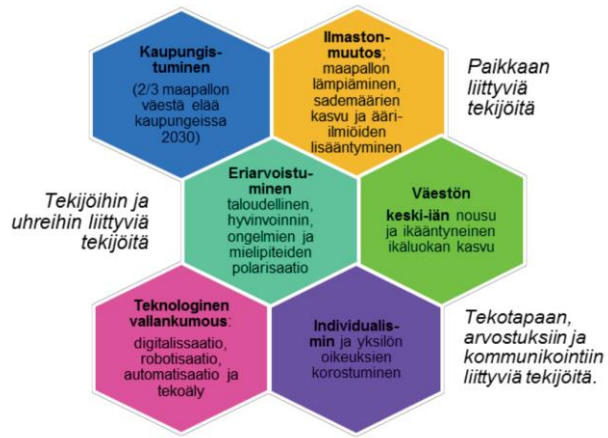 Kaupungis-
tuminen
(2/3 maapallon
väestä elää
kaupungeissa
2030)
Ilmaston-
muutos;
maapallon
lämpiäminen,
sademäärien
kasvu ja ääri-
ilmiöiden
lisääntyminen
Paikkaan
liittyviä
tekijöitä
Tekijöihin ja
uhreihin liittyviä
tekijöitä
Eriarvoistu-
minen
taloudellinen,
hyvinvoinnin,
ongelmien ja
mielipiteiden
polarisaatio
Väestön
keski-iän nousu
ja ikääntyneinen
ikäluokan kasvu
Teknologinen
vallankumous:
digitalissaatio,
robotisaatio,
automatisaatio ja
tekoäly
Individualis-
min ja yksilön
oikeuksien
korostuminen
Tekotapaan,
arvostuksiin ja
kommunikointiin
liittyviä tekijöitä.